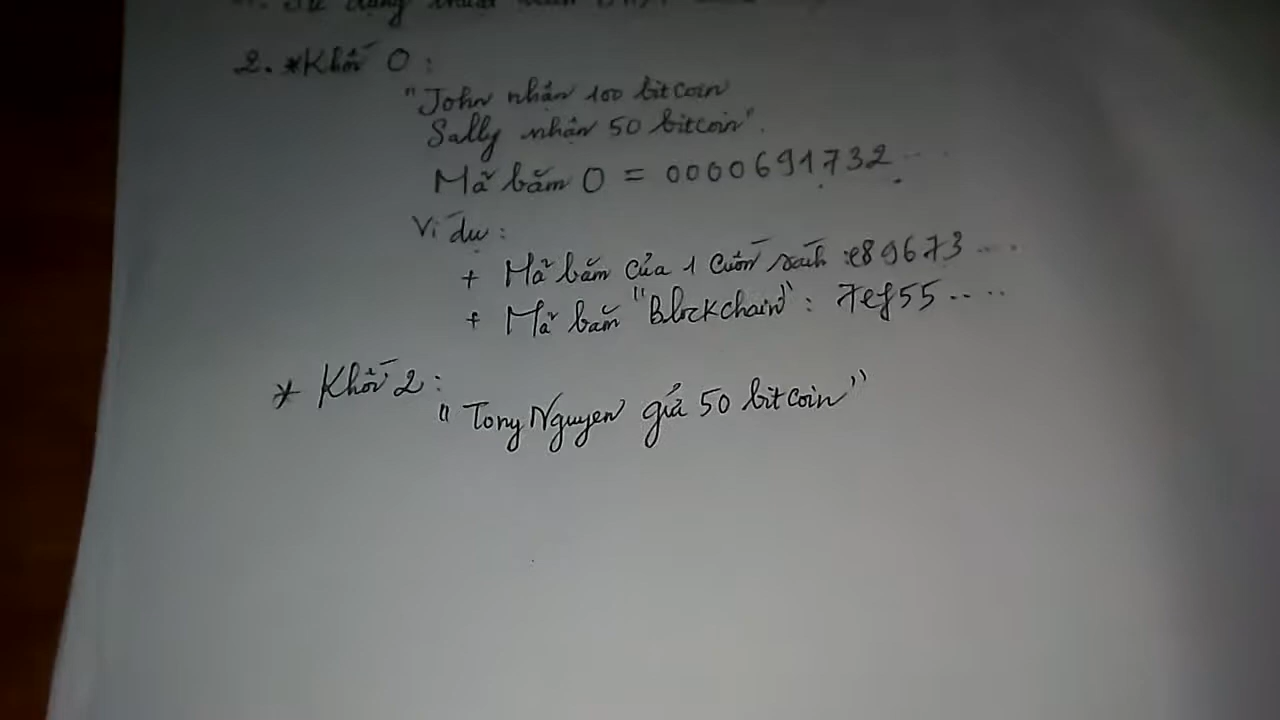 2. *Khối 0:
"John nhận 100 bitcoin
Sally nhận 50 bitcoin".
Mã băm 0 = 0000691732....
Ví dụ:
+ Mã băm của 1 cuốn sách: e89673....
+ Mã băm "Blockchain": 7ef55....
* Khối 2:
"Tony Nguyen giả 50 bitcoin"